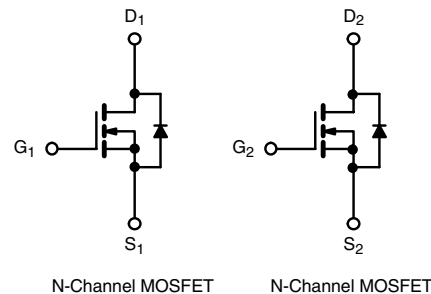 D1 D2
G1 G2
S1 S2
N-Channel MOSFET N-Channel MOSFET